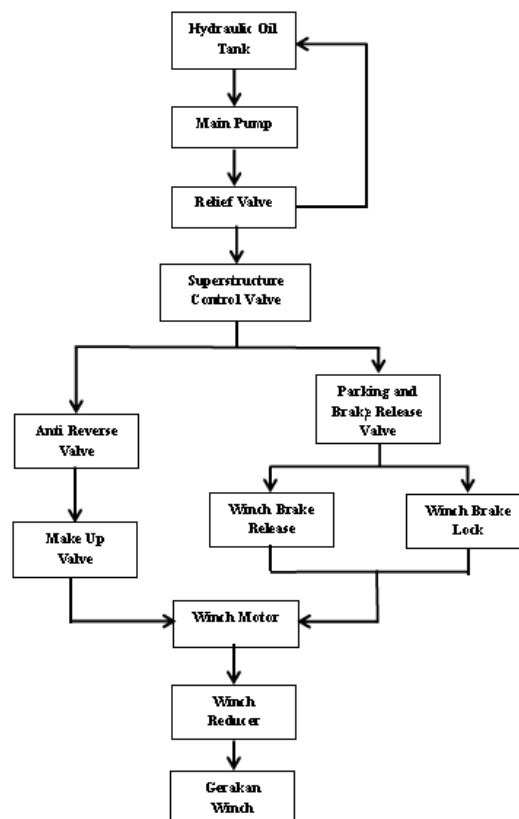 Hydraulic Oil
Tank
Main Pump
Relief Valve
Superstructure
Control Valve
Parking and
Brake Release
Valve
Anti Reverse
Valve
Winch Brake
Release
Winch Brake
Lock
Make Up
Valve
Winch Motor
Winch
Reducer
Gerakan
Winch